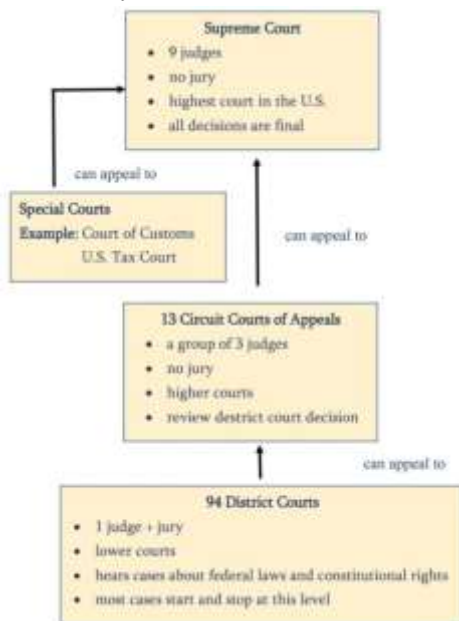 Supreme Court
• 9 judges
• no jury
• highest court in the U.S.
• all decisions are final
can appeal to
Special Courts
Example: Court of Customs
U.S. Tax Court
can appeal to
13 Circuit Courts of Appeals
• a group of 3 judges
• no jury
• higher courts
• review destrict court decision
can appeal to
94 District Courts
• 1 judge + jury
• lower courts
• hears cases about federal laws and constitutional rights
• most cases start and stop at this level